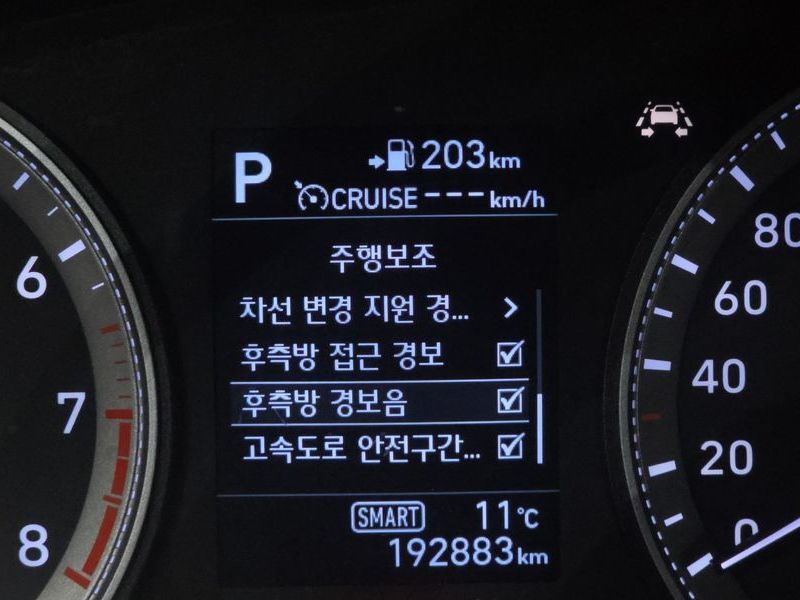 P
203km
CRUISE ---km/h
주행보조
차선 변경 지원 경...
후측방 접근 경보
후측방 경보음
고속도로 안전구간...
SMART 11℃
192883km
6
7
8
80
60
40
20
0